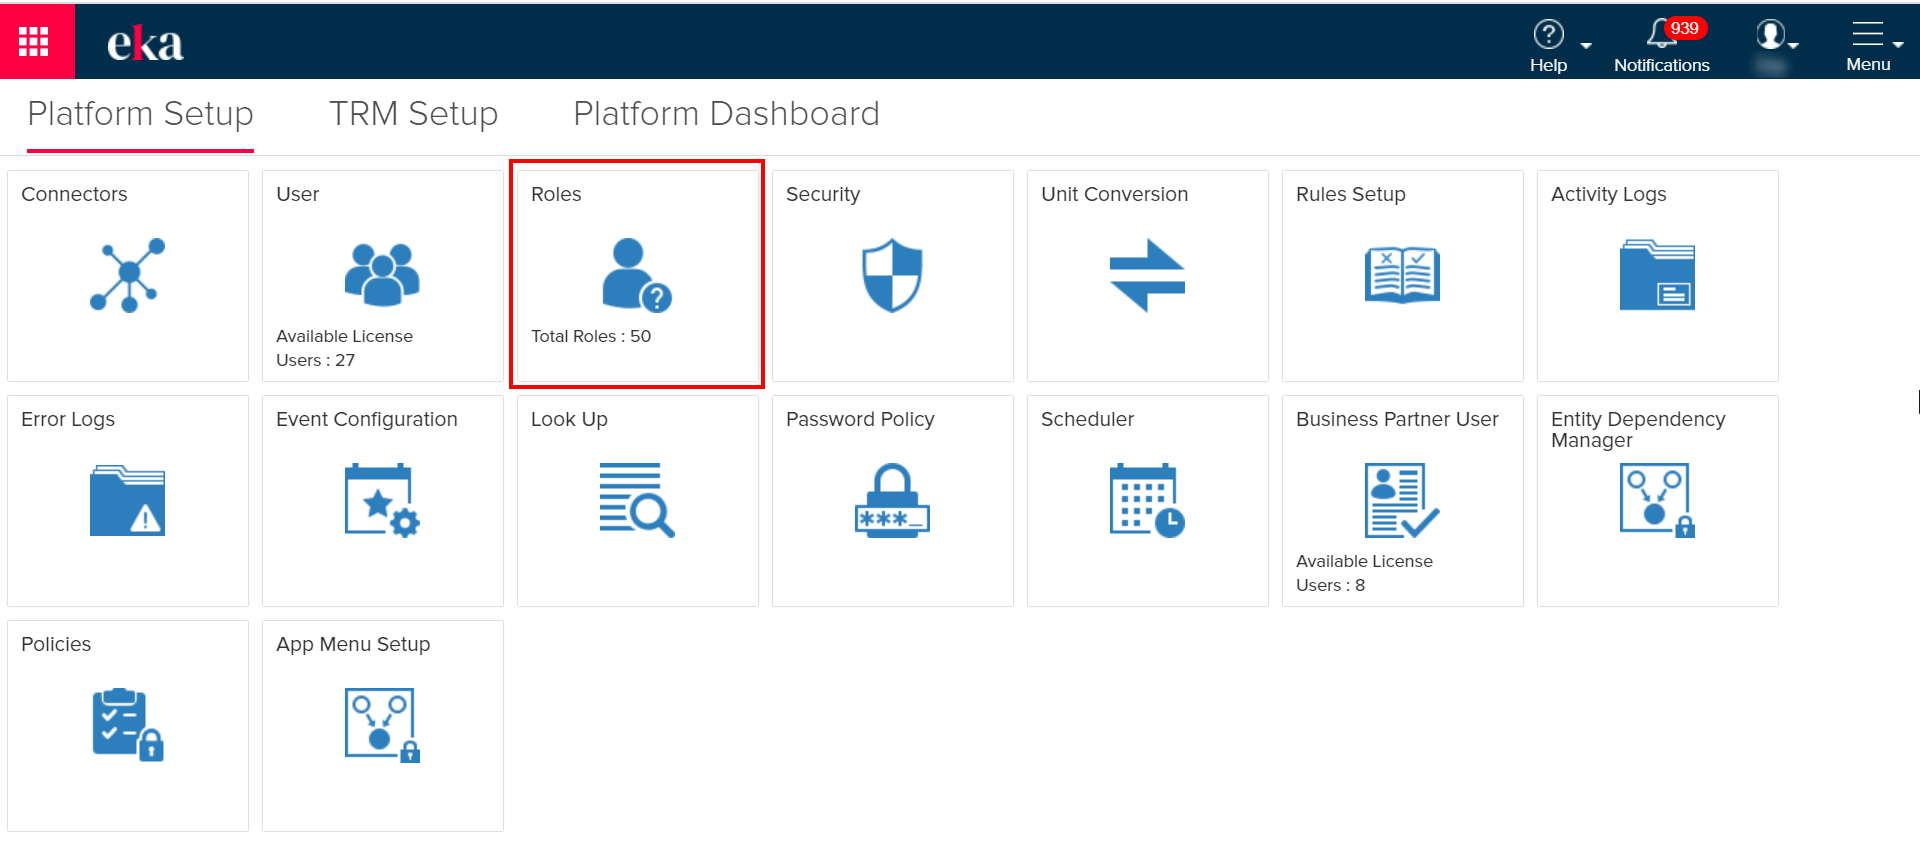 eka
Help
939
Notifications
Menu
Platform Setup
TRM Setup
Platform Dashboard
Connectors
User
Available License
Users : 27
Roles
Total Roles : 50
Security
Unit Conversion
Rules Setup
Activity Logs
Error Logs
Event Configuration
Look Up
Password Policy
***_
Scheduler
Business Partner User
Available License
Users : 8
Entity Dependency
Manager
Policies
App Menu Setup